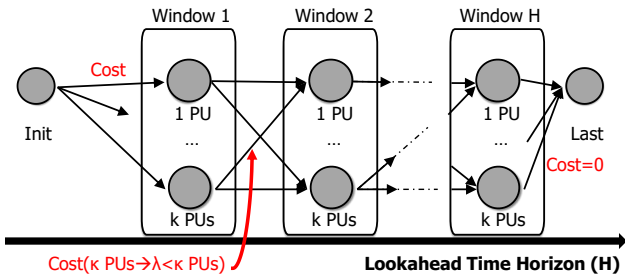 Window 1
Window 2
Window H
Cost
Init
1 PU
1 PU
1 PU
Last
...
...
...
Cost=0
k PUs
k PUs
k PUs
Cost(κ PUs→λ<κ PUs)
Lookahead Time Horizon (H)